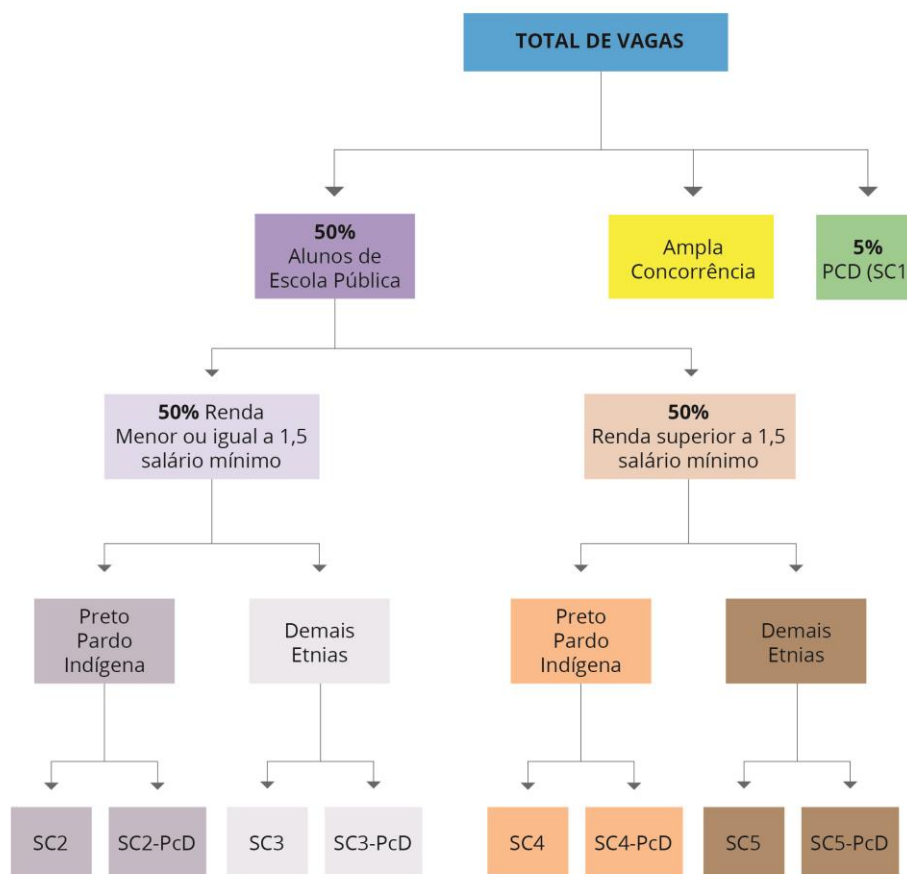 TOTAL DE VAGAS
50%
Alunos de
Escola Pública
Ampla
Concorrência
5%
PCD (SC1
50% Renda
Menor ou igual a 1,5
salário mínimo
50%
Renda superior a 1,5
salário mínimo
Preto
Pardo
Indígena
Demais
Etnias
Preto
Pardo
Indígena
Demais
Etnias
SC2
SC2-PcD
SC3
SC3-PcD
SC4
SC4-PcD
SC5
SC5-PcD